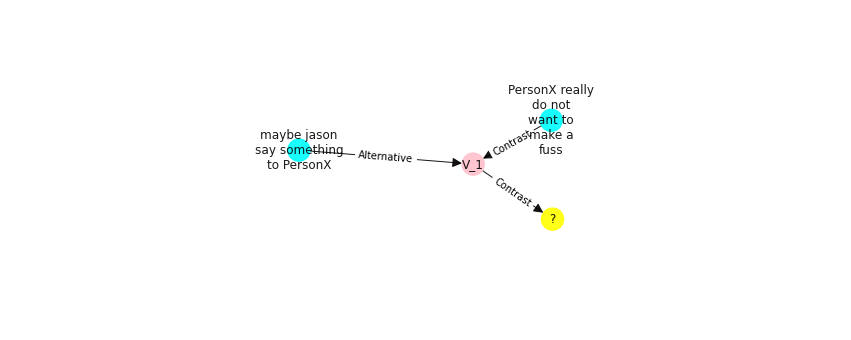 PersonX really
do not
want to
make a
fuss
maybe jason
say something
to PersonX
Alternative
Contrast
V_1
Contrast
?